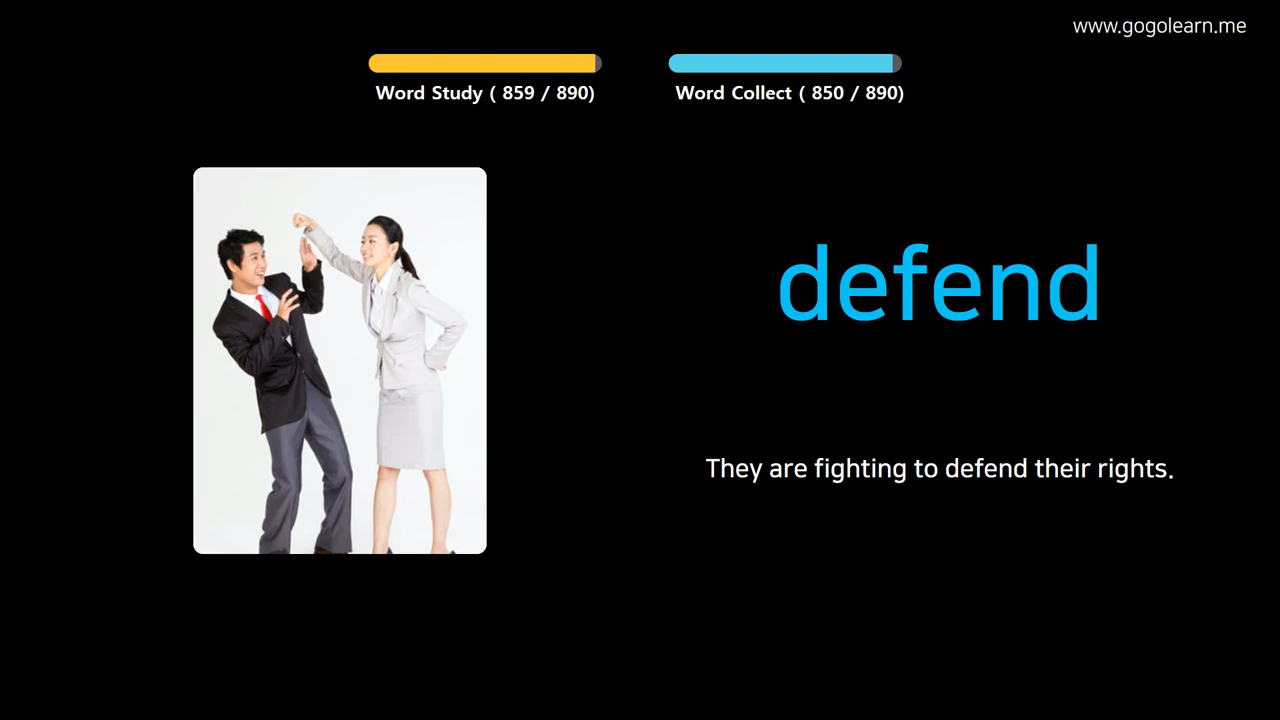 www.gogolearn.me
Word Study ( 859 / 890)
Word Collect ( 850 / 890)
defend
They are fighting to defend their rights.